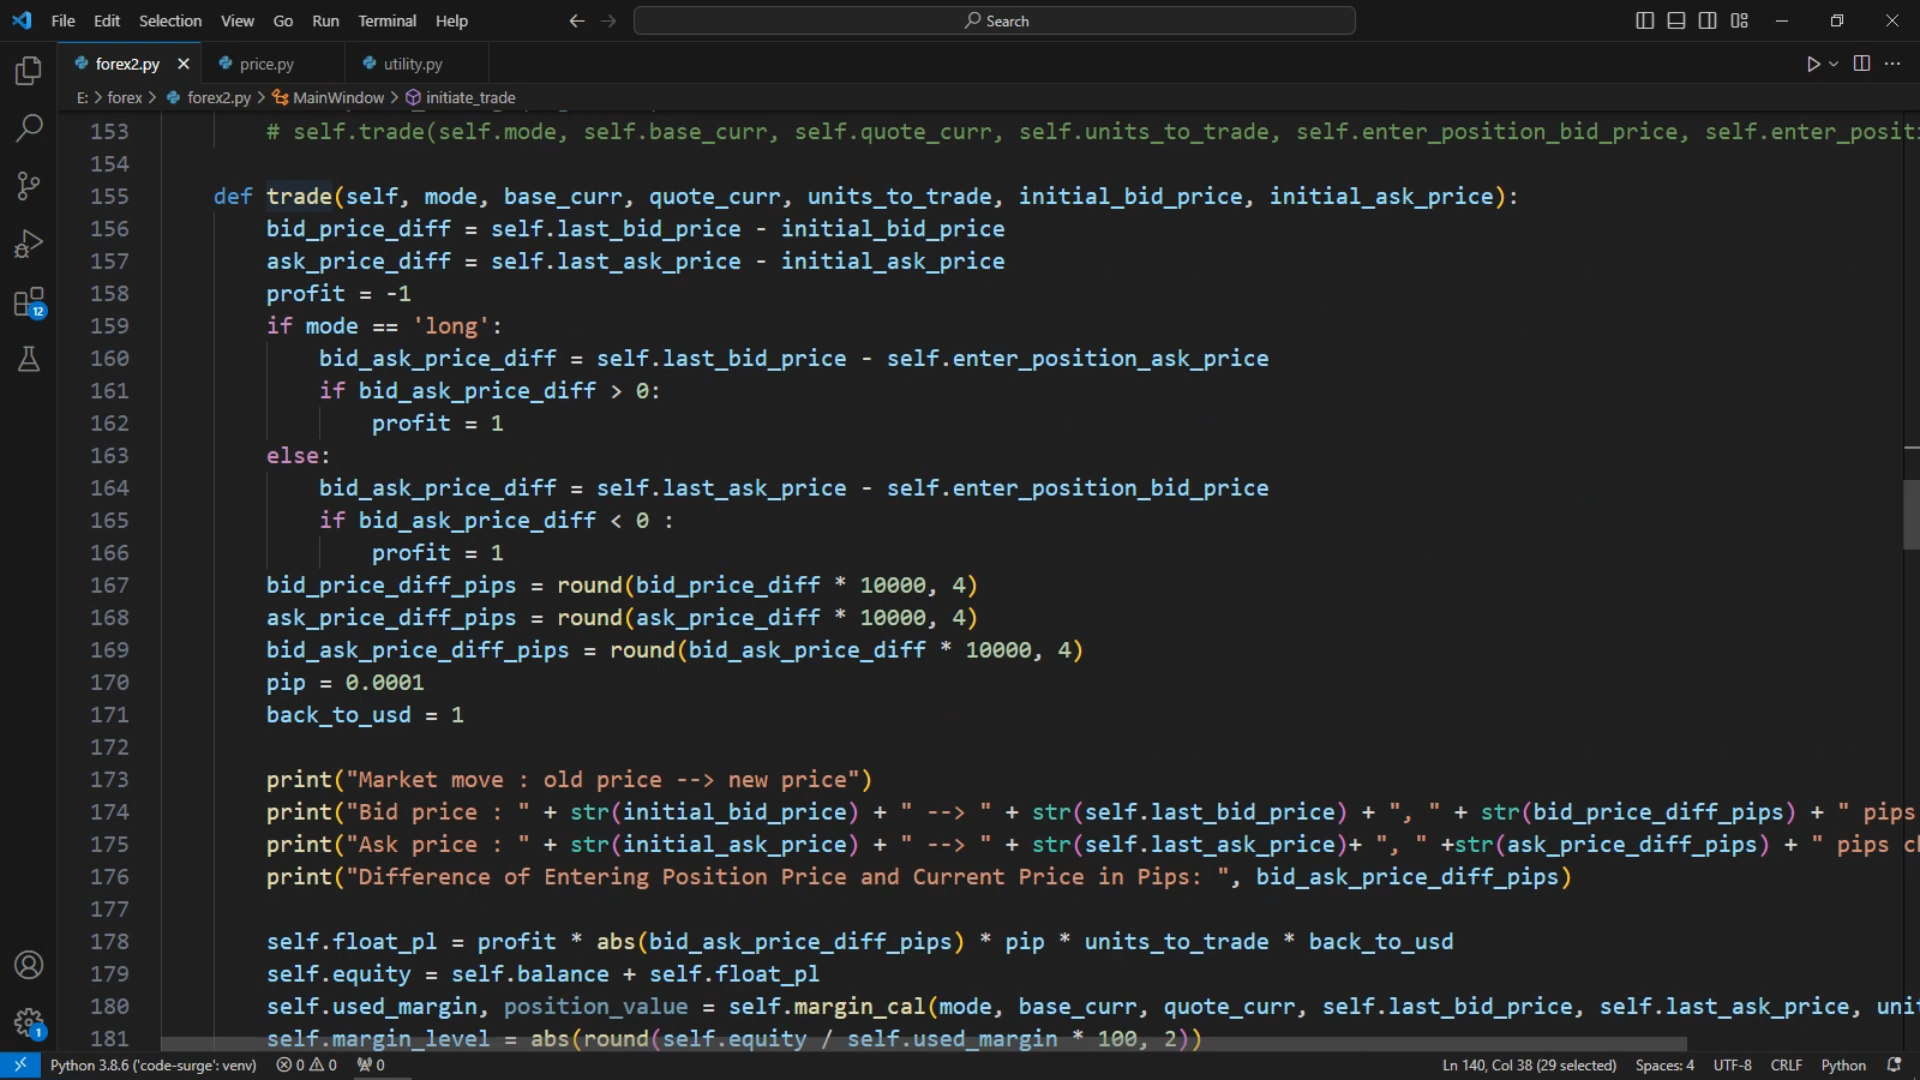 File Edit Selection View Go Run Terminal Help
Search
forex2.py price.py utility.py
E: > forex > forex2.py > MainWindow > initiate_trade
153 # self.trade(self.mode, self.base_curr, self.quote_curr, self.units_to_trade, self.enter_position_bid_price, self.enter_posit
154
155 def trade(self, mode, base_curr, quote_curr, units_to_trade, initial_bid_price, initial_ask_price):
156 bid_price_diff = self.last_bid_price - initial_bid_price
157 ask_price_diff = self.last_ask_price - initial_ask_price
158 profit = -1
159 if mode == 'long':
160 bid_ask_price_diff = self.last_bid_price - self.enter_position_ask_price
161 if bid_ask_price_diff > 0:
162 profit = 1
163 else:
164 bid_ask_price_diff = self.last_ask_price - self.enter_position_bid_price
165 if bid_ask_price_diff < 0 :
166 profit = 1
167 bid_price_diff_pips = round(bid_price_diff * 10000, 4)
168 ask_price_diff_pips = round(ask_price_diff * 10000, 4)
169 bid_ask_price_diff_pips = round(bid_ask_price_diff * 10000, 4)
170 pip = 0.0001
171 back_to_usd = 1
172
173 print("Market move : old price --> new price")
174 print("Bid price : " + str(initial_bid_price) + " --> " + str(self.last_bid_price) + ", " + str(bid_price_diff_pips) + " pips
175 print("Ask price : " + str(initial_ask_price) + " --> " + str(self.last_ask_price)+ ", " +str(ask_price_diff_pips) + " pips c
176 print("Difference of Entering Position Price and Current Price in Pips: ", bid_ask_price_diff_pips)
177
178 self.float_pl = profit * abs(bid_ask_price_diff_pips) * pip * units_to_trade * back_to_usd
179 self.equity = self.balance + self.float_pl
180 self.used_margin, position_value = self.margin_cal(mode, base_curr, quote_curr, self.last_bid_price, self.last_ask_price, uni
181 self.margin_level = abs(round(self.equity / self.used_margin * 100, 2))
12
1
Python 3.8.6 ('code-surge': venv) 0 0 0 Ln 140, Col 38 (29 selected) Spaces: 4 UTF-8 CRLF Python